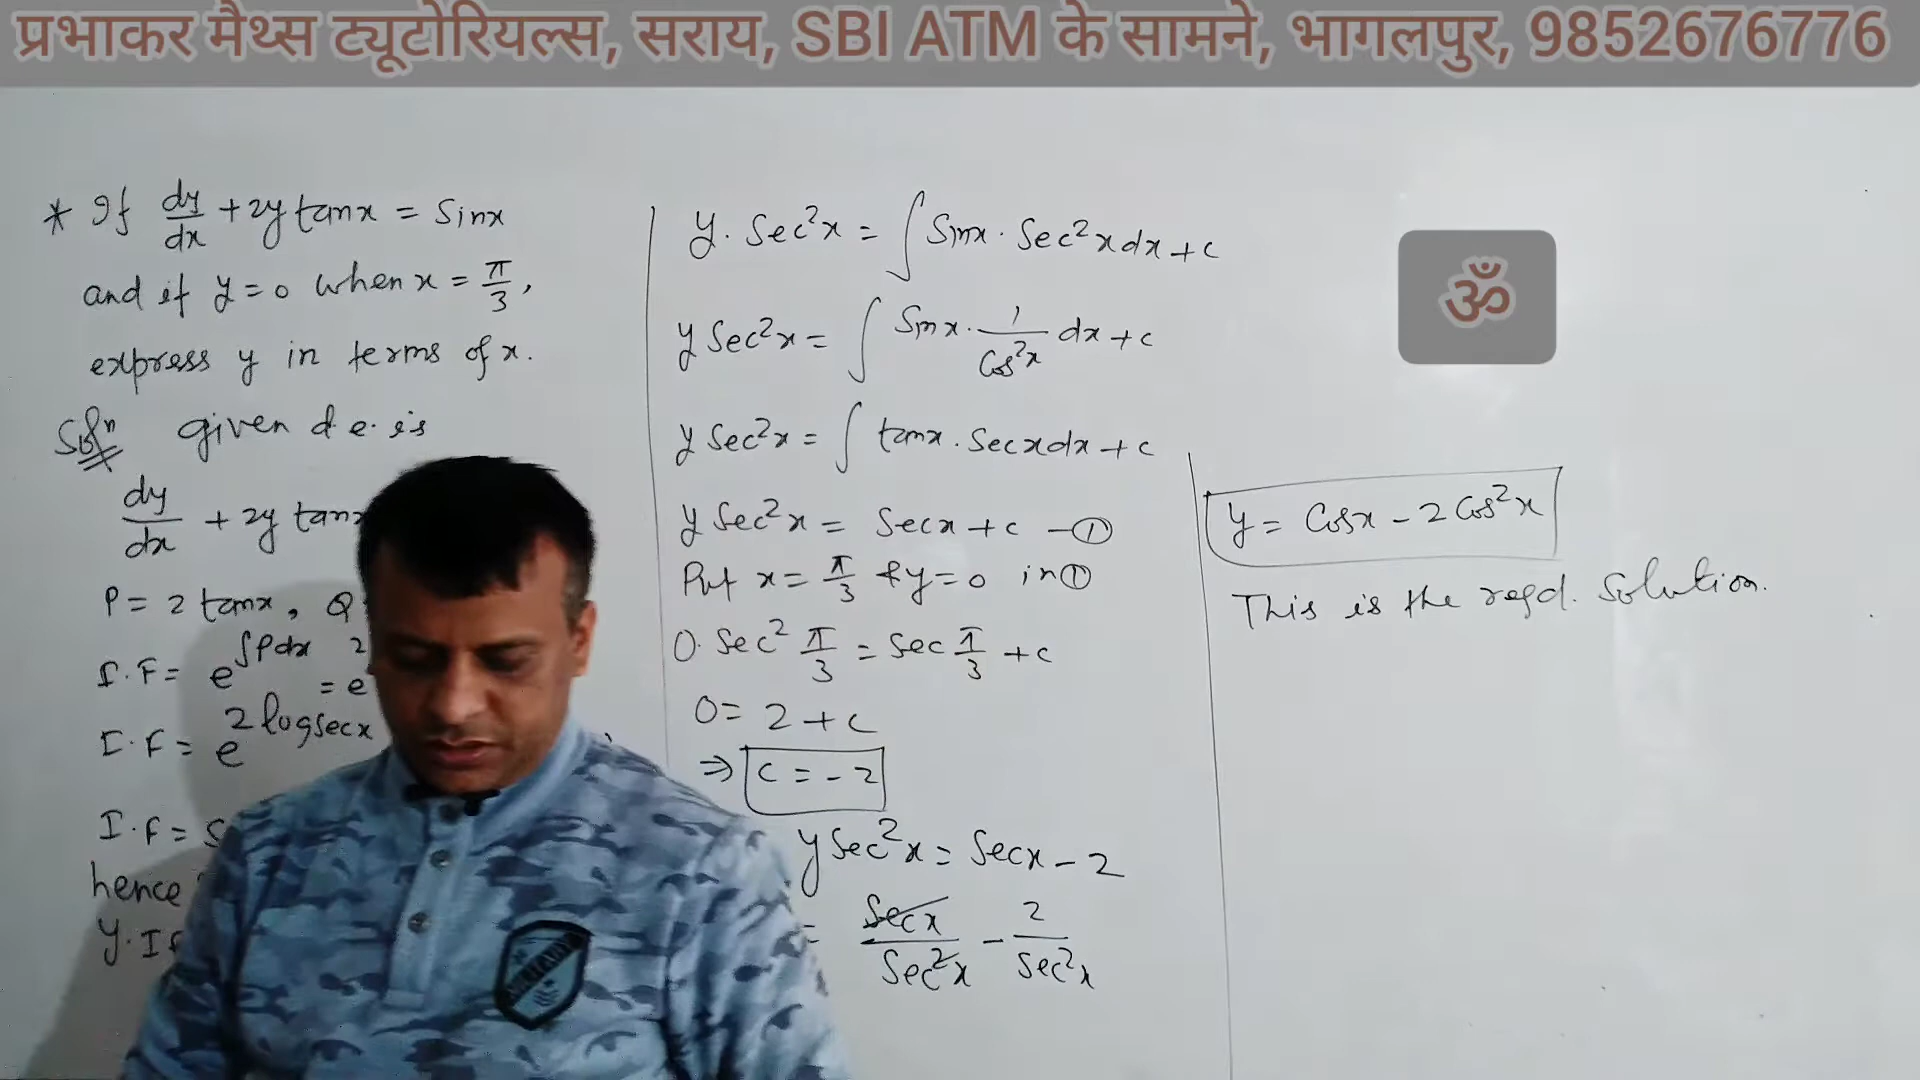 प्रभाकर मैथ्स ट्यूटोरियल्स, सराय, SBI ATM के सामने, भागलपुर, 9852676776
* If dy/dx + 2y tanx = Sinx
and if y = 0 when x = π/3,
express y in terms of x.
Solⁿ given d.e. is
dy/dx + 2y tanx
P = 2 tanx, Q
I.F = e^∫Pdx = e^2
I.F = e^2 log secx
I.F = S
hence
y.I
y. Sec²x = ∫ Sinx. Sec²x dx + c
y Sec²x = ∫ Sinx. 1/Cos²x dx + c
y Sec²x = ∫ tanx. Secx dx + c
y Sec²x = Secx + c —①
Put x = π/3 & y = 0 in ①
0. Sec² π/3 = Sec π/3 + c
0 = 2 + c
⇒ c = -2
y Sec²x = Secx - 2
= Secx/Sec²x - 2/Sec²x
y = Cosx - 2 Cos²x
This is the reqd. Solution.
ॐ